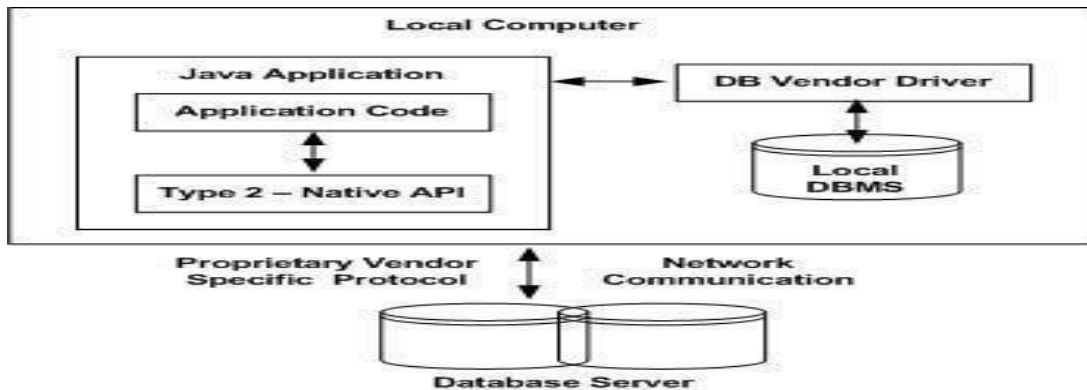 Local Computer
Java Application
DB Vendor Driver
Application Code
Local
DBMS
Type 2 – Native API
Proprietary Vendor
Specific Protocol
Network
Communication
Database Server